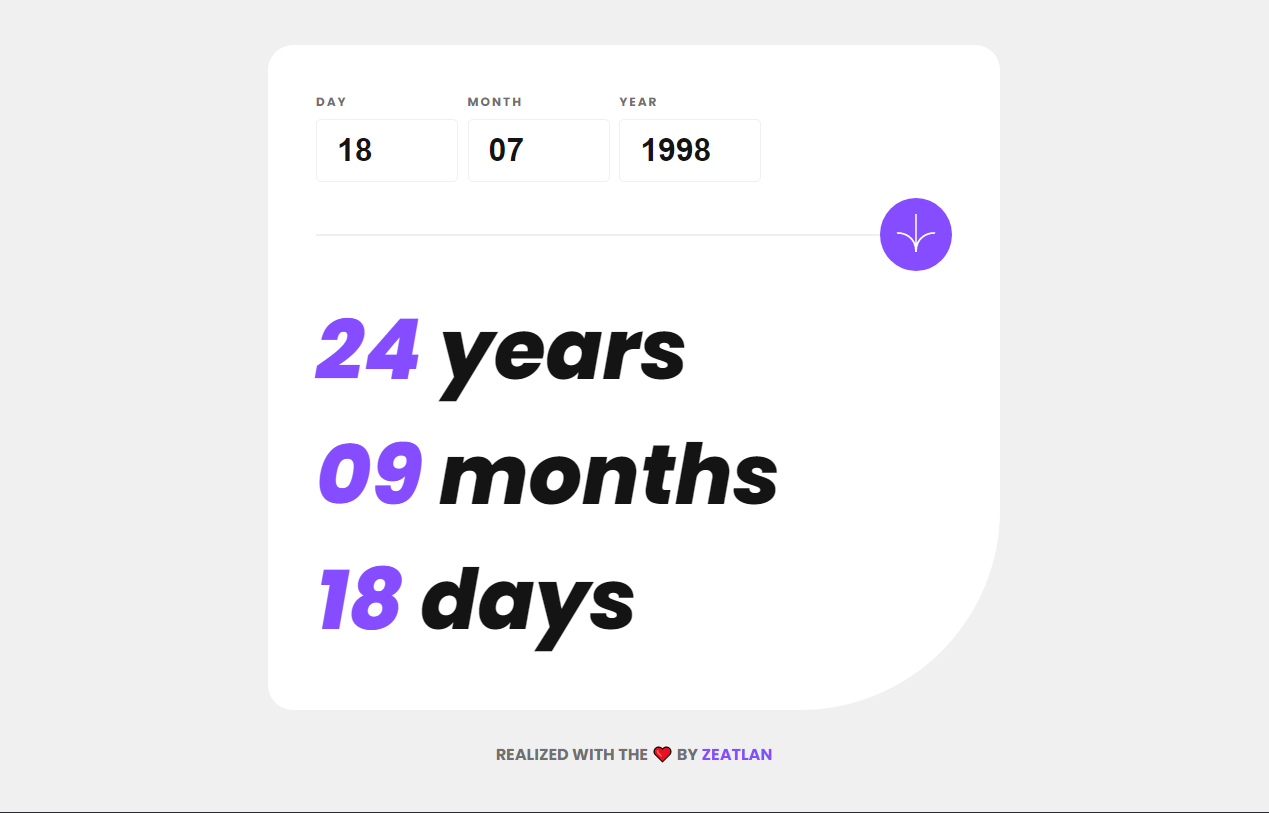 DAY MONTH YEAR
18 07 1998
24 years
09 months
18 days
REALIZED WITH THE ❤️ BY ZEATLAN